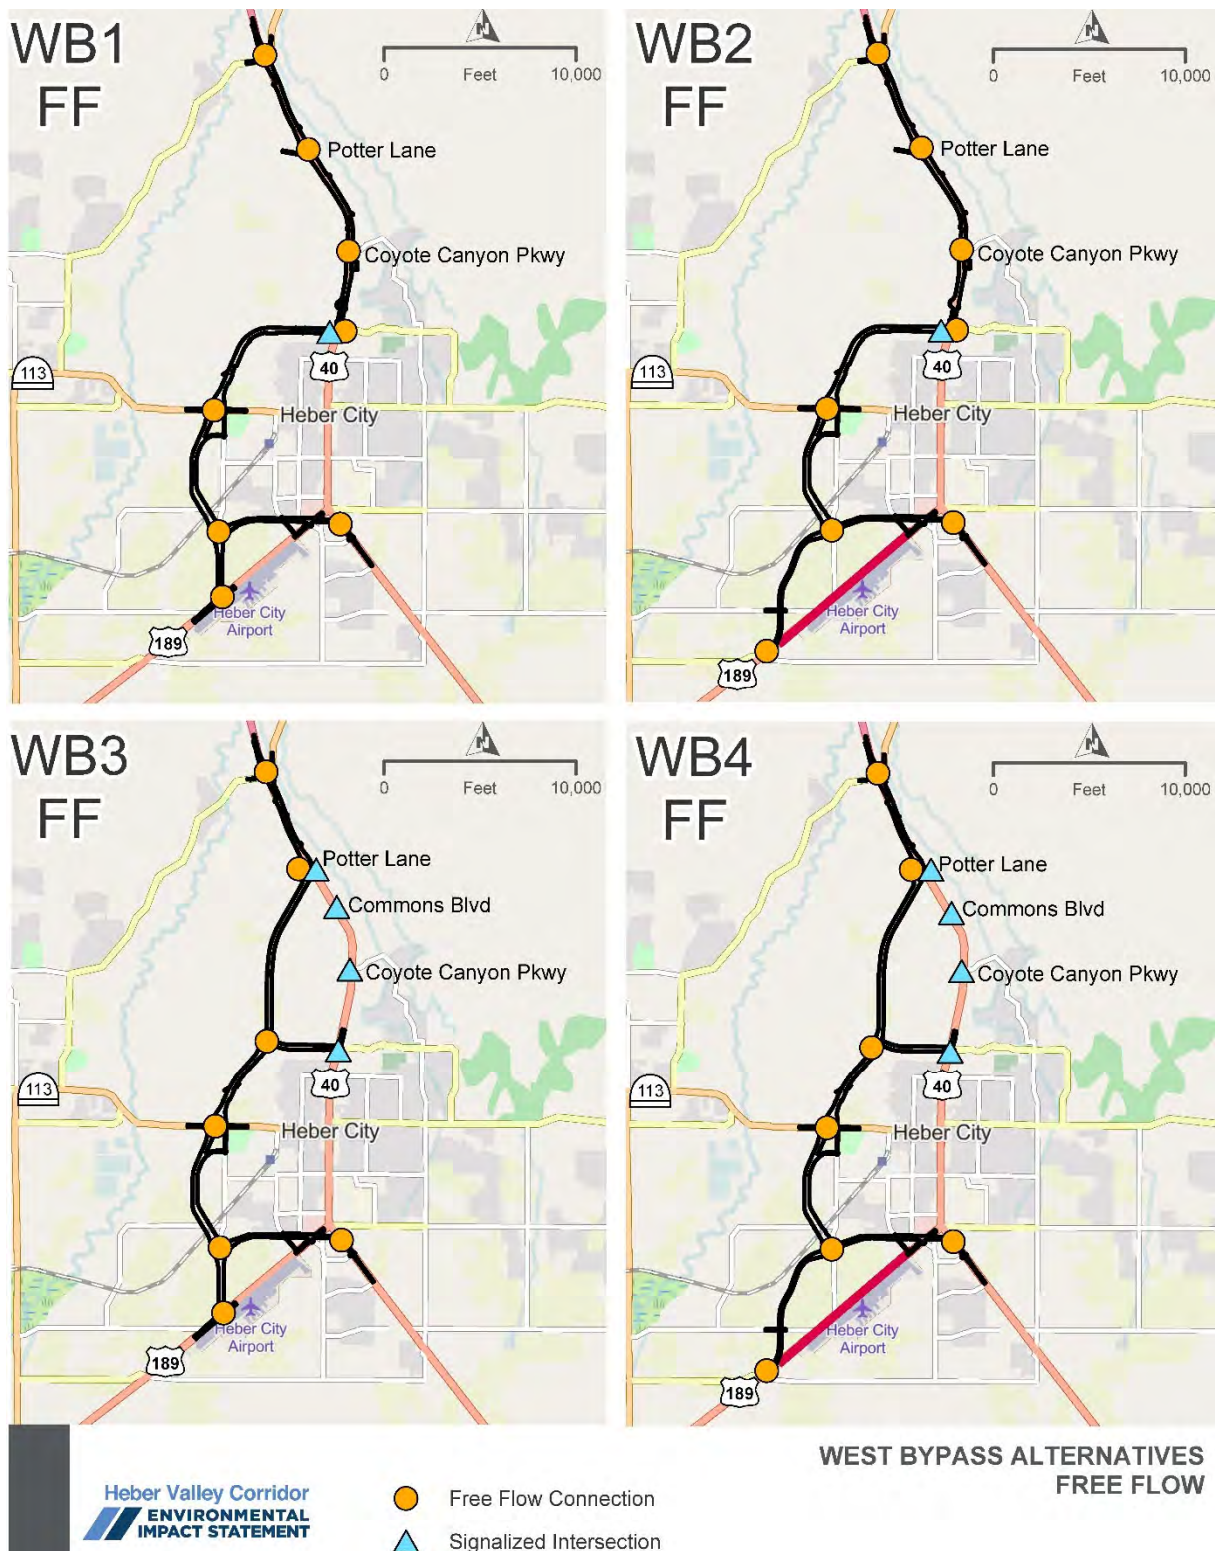 WB1
FF
N
0
Feet
10,000
Potter Lane
Coyote Canyon Pkwy
113
40
Heber City
Heber City
Airport
189
WB2
FF
N
0
Feet
10,000
Potter Lane
Coyote Canyon Pkwy
113
40
Heber City
Heber City
Airport
189
WB3
FF
N
0
Feet
10,000
Potter Lane
Commons Blvd
Coyote Canyon Pkwy
40
113
Heber City
Heber City
Airport
189
WB4
FF
N
0
Feet
10,000
Potter Lane
Commons Blvd
Coyote Canyon Pkwy
40
113
Heber City
Heber City
Airport
189
WEST BYPASS ALTERNATIVES
FREE FLOW
Heber Valley Corridor
ENVIRONMENTAL
IMPACT STATEMENT
Free Flow Connection
Signalized Intersection